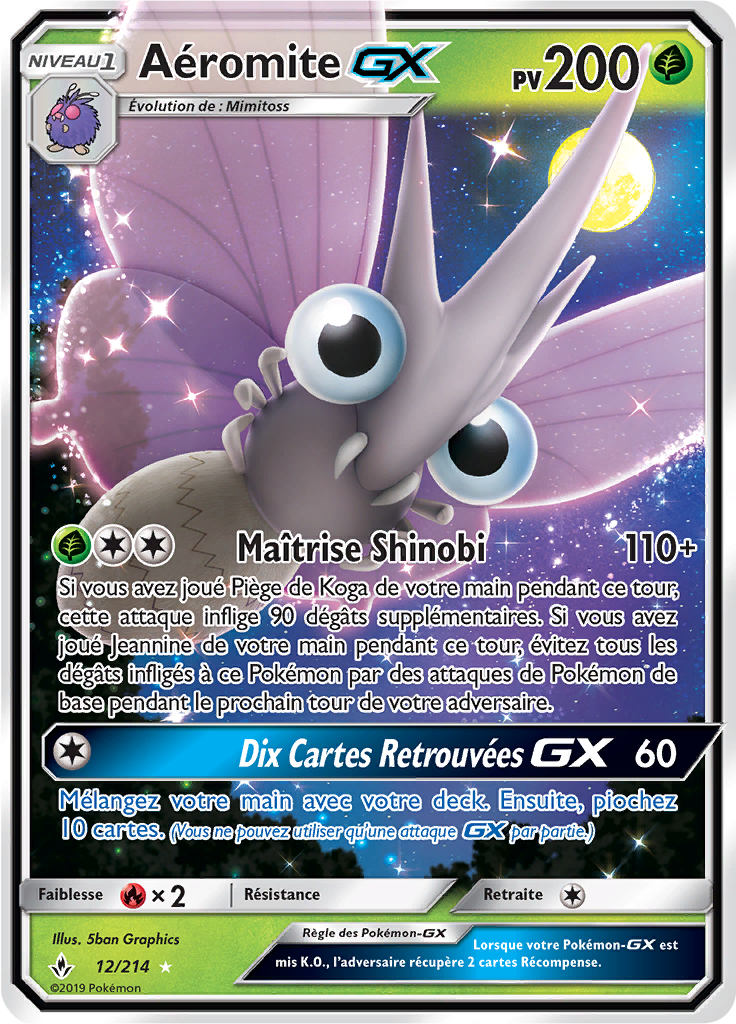 NIVEAU 1
Aéromite GX
PV 200
Évolution de : Mimitoss
Maîtrise Shinobi 110+
Si vous avez joué Piège de Koga de votre main pendant ce tour,
cette attaque inflige 90 dégâts supplémentaires. Si vous avez
joué Jeannine de votre main pendant ce tour, évitez tous les
dégâts infligés à ce Pokémon par des attaques de Pokémon de
base pendant le prochain tour de votre adversaire.
Dix Cartes Retrouvées GX 60
Mélangez votre main avec votre deck. Ensuite, piochez
10 cartes. (Vous ne pouvez utiliser qu'une attaque GX par partie.)
Faiblesse × 2 Résistance Retraite
Illus. 5ban Graphics
12/214
©2019 Pokémon
Règle des Pokémon-GX
Lorsque votre Pokémon-GX est
mis K.O., l'adversaire récupère 2 cartes Récompense.